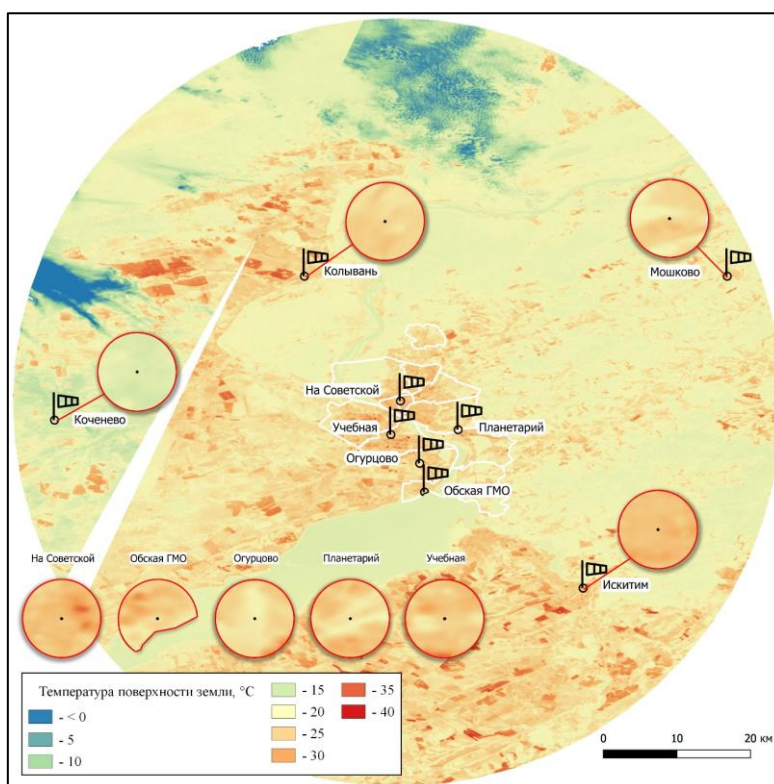 Колывань
Мошково
Коченево
На Советской
Учебная
Планетарий
Огурцово
Обская ГМО
Искитим
На Советской
Обская ГМО
Огурцово
Планетарий
Учебная
Температура поверхности земли, °С
- < 0
- 5
- 10
- 15
- 20
- 25
- 30
- 35
- 40
0 10 20 км